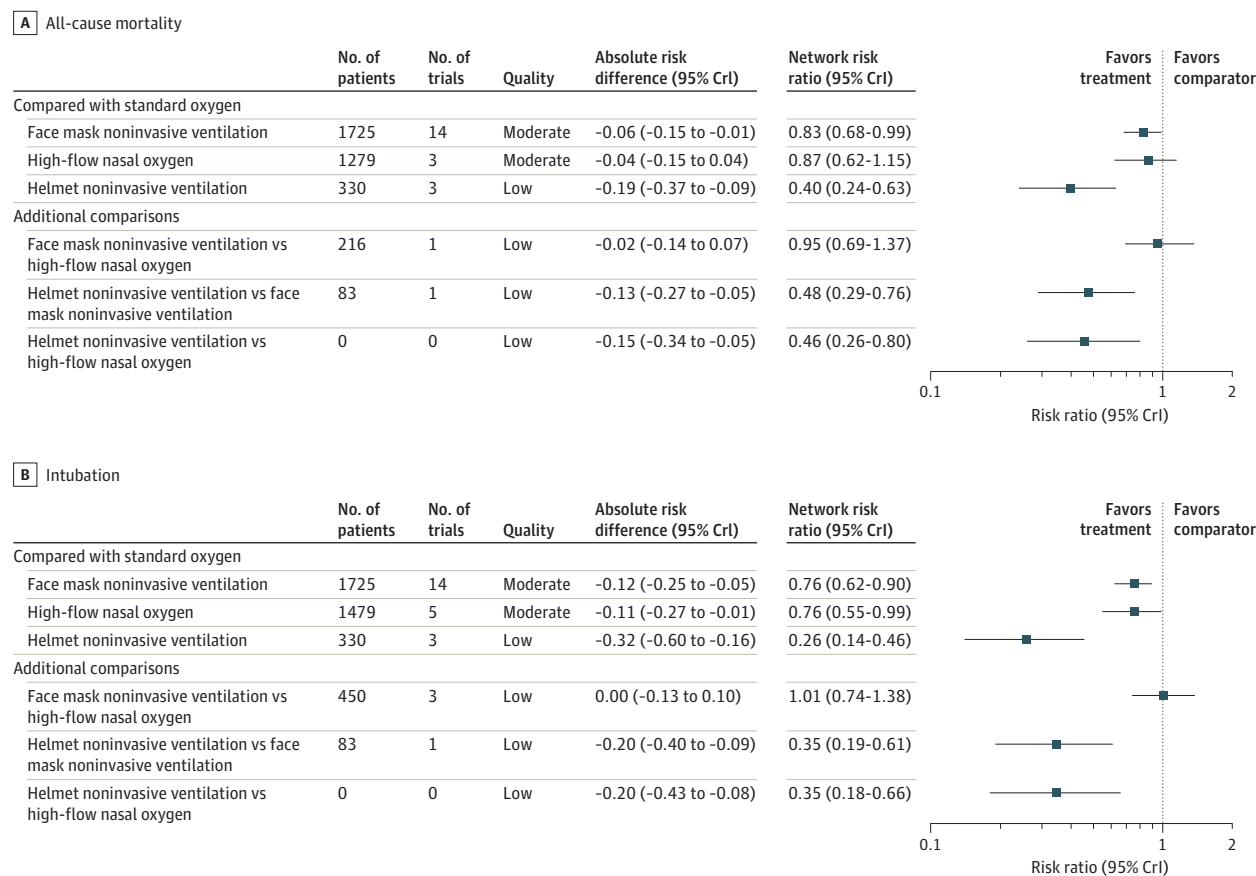 A All-cause mortality
No. of patients No. of trials Quality Absolute risk difference (95% Crl) Network risk ratio (95% CrI) Favors treatment Favors comparator
Compared with standard oxygen
Face mask noninvasive ventilation 1725 14 Moderate -0.06 (-0.15 to -0.01) 0.83 (0.68-0.99)
High-flow nasal oxygen 1279 3 Moderate -0.04 (-0.15 to 0.04) 0.87 (0.62-1.15)
Helmet noninvasive ventilation 330 3 Low -0.19 (-0.37 to -0.09) 0.40 (0.24-0.63)
Additional comparisons
Face mask noninvasive ventilation vs 216 1 Low -0.02 (-0.14 to 0.07) 0.95 (0.69-1.37)
high-flow nasal oxygen
Helmet noninvasive ventilation vs face 83 1 Low -0.13 (-0.27 to -0.05) 0.48 (0.29-0.76)
mask noninvasive ventilation
Helmet noninvasive ventilation vs 0 0 Low -0.15 (-0.34 to -0.05) 0.46 (0.26-0.80)
high-flow nasal oxygen
0.1 1 2
Risk ratio (95% CrI)
B Intubation
No. of patients No. of trials Quality Absolute risk difference (95% Crl) Network risk ratio (95% CrI) Favors treatment Favors comparator
Compared with standard oxygen
Face mask noninvasive ventilation 1725 14 Moderate -0.12 (-0.25 to -0.05) 0.76 (0.62-0.90)
High-flow nasal oxygen 1479 5 Moderate -0.11 (-0.27 to -0.01) 0.76 (0.55-0.99)
Helmet noninvasive ventilation 330 3 Low -0.32 (-0.60 to -0.16) 0.26 (0.14-0.46)
Additional comparisons
Face mask noninvasive ventilation vs 450 3 Low 0.00 (-0.13 to 0.10) 1.01 (0.74-1.38)
high-flow nasal oxygen
Helmet noninvasive ventilation vs face 83 1 Low -0.20 (-0.40 to -0.09) 0.35 (0.19-0.61)
mask noninvasive ventilation
Helmet noninvasive ventilation vs 0 0 Low -0.20 (-0.43 to -0.08) 0.35 (0.18-0.66)
high-flow nasal oxygen
0.1 1 2
Risk ratio (95% CrI)